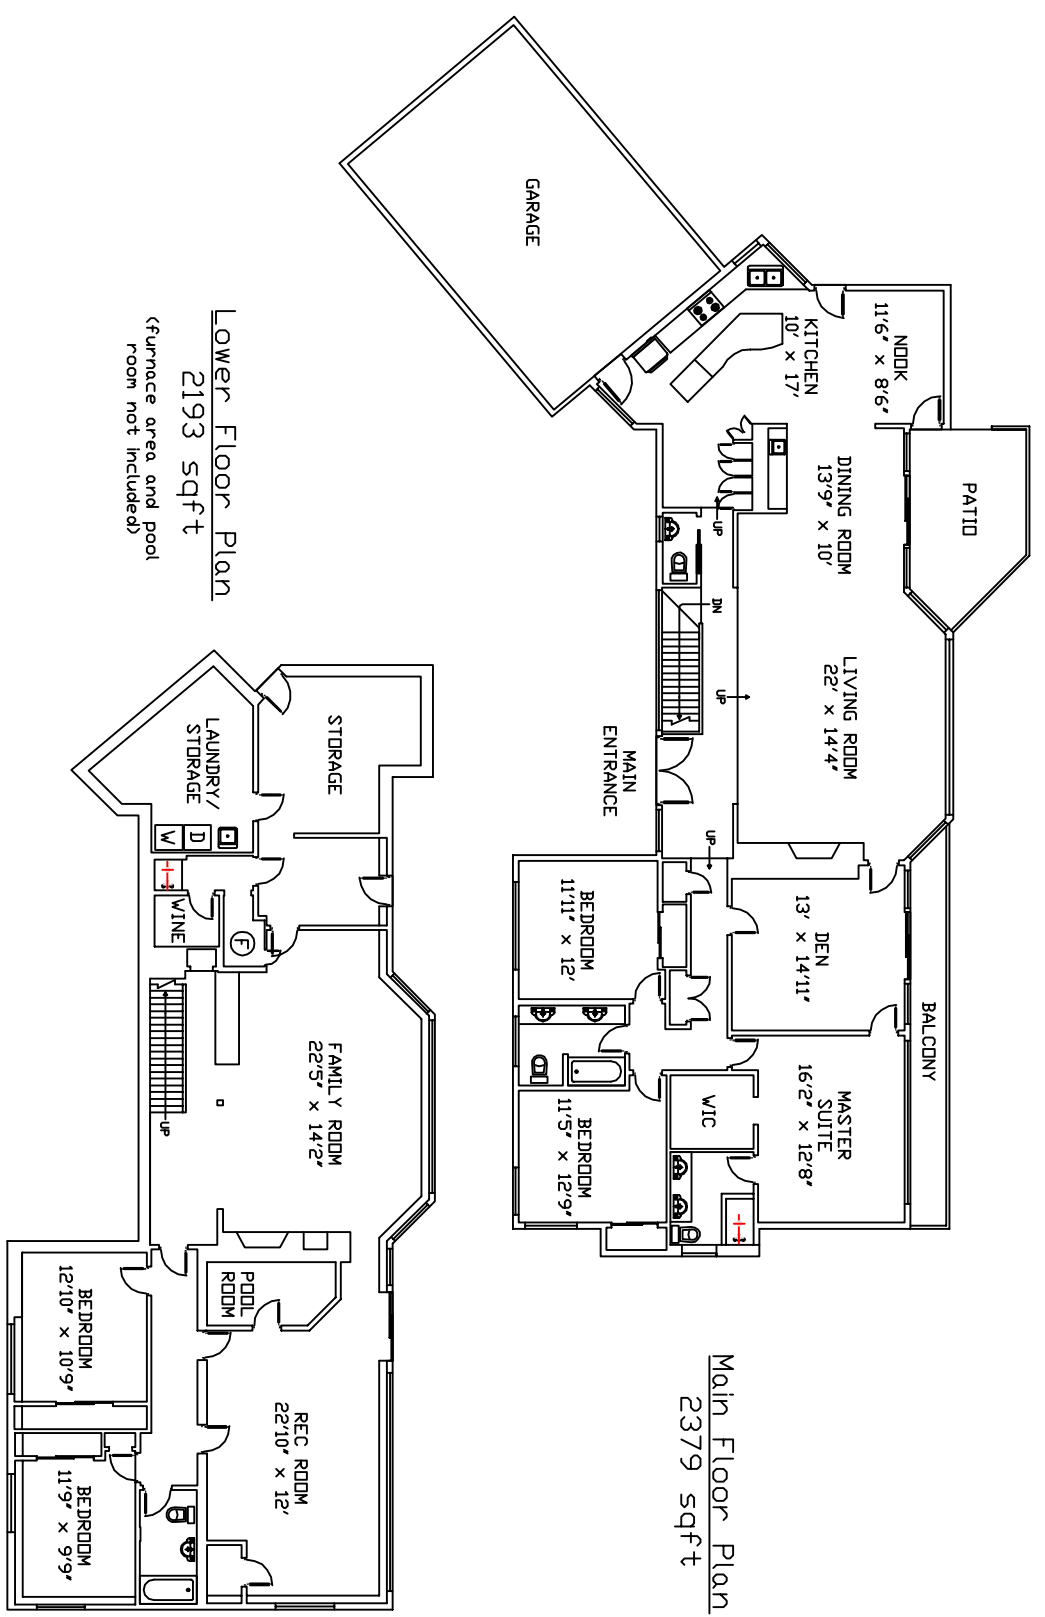 Main Floor Plan
2379 sqft
PATIO
BALCONY
NOOK
11'6" x 8'6"
KITCHEN
10' x 17'
DINING ROOM
13'9" x 10'
LIVING ROOM
22' x 14'4"
DEN
13' x 14'11"
MASTER
SUITE
16'2" x 12'8"
WIC
GARAGE
UP
DN
UP
UP
MAIN
ENTRANCE
BEDROOM
11'11" x 12'
BEDROOM
11'5" x 12'9"
Lower Floor Plan
2193 sqft
(furnace area and pool
room not included)
STORAGE
LAUNDRY/
STORAGE
D
W
WINE
F
FAMILY ROOM
22'5" x 14'2"
UP
POOL
ROOM
REC ROOM
22'10" x 12'
BEDROOM
12'10" x 10'9"
BEDROOM
11'9" x 9'9"